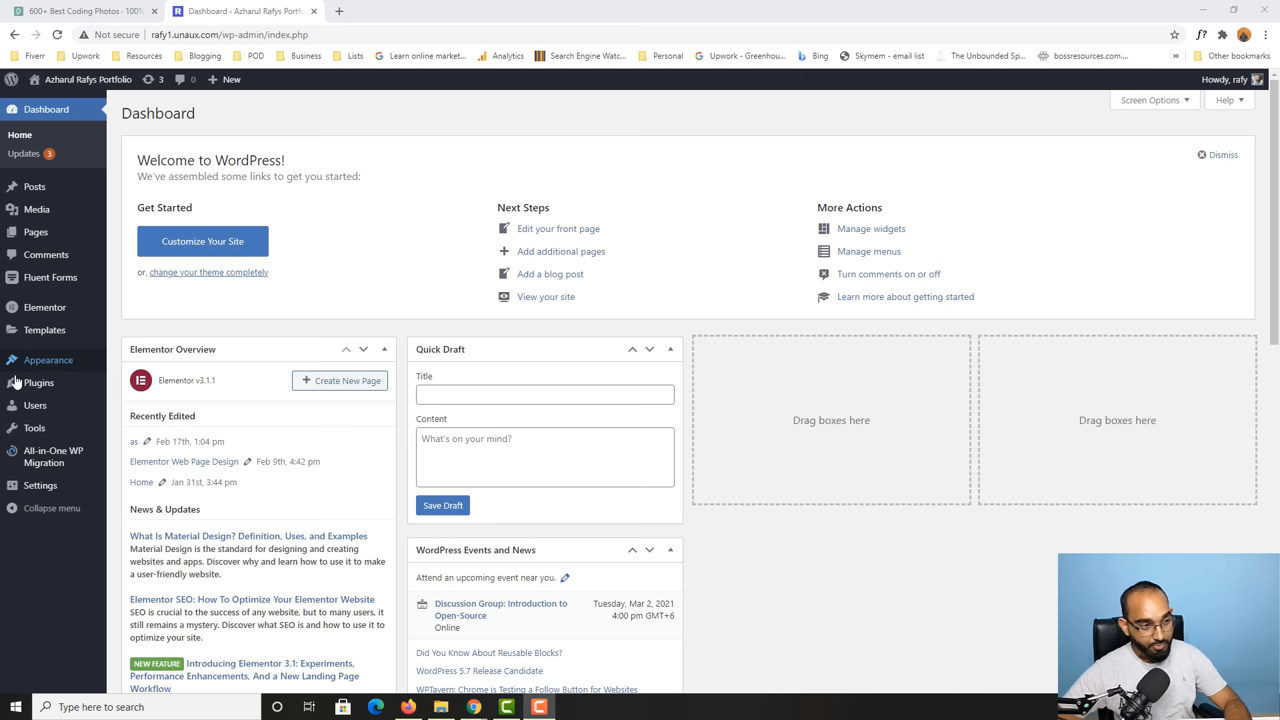 600+ Best Coding Photos · 100%
Dashboard ‹ Azharul Rafys Portf
Not secure
rafy1.unaux.com/wp-admin/index.php
Fiverr
Upwork
Resources
Blogging
POD
Business
Lists
Learn online market...
Analytics
Search Engine Watc...
Personal
Upwork - Greenhou...
Bing
Skymem - email list
The Unbounded Sp...
bossresources.com...
Other bookmarks
Azharul Rafys Portfolio
3
0
New
Howdy, rafy
Dashboard
Home
Updates 3
Posts
Media
Pages
Comments
Fluent Forms
Elementor
Templates
Appearance
Plugins
Users
Tools
All-in-One WP
Migration
Settings
Collapse menu
Dashboard
Screen Options
Help
Welcome to WordPress!
We've assembled some links to get you started:
Dismiss
Get Started
Customize Your Site
or, change your theme completely
Next Steps
Edit your front page
Add additional pages
Add a blog post
View your site
More Actions
Manage widgets
Manage menus
Turn comments on or off
Learn more about getting started
Elementor Overview
Elementor v3.1.1
Create New Page
Recently Edited
as Feb 17th, 1:04 pm
Elementor Web Page Design Feb 9th, 4:42 pm
Home Jan 31st, 3:44 pm
News & Updates
What Is Material Design? Definition, Uses, and Examples
Material Design is the standard for designing and creating
websites and apps. Discover why and learn how to use it to make
a user-friendly website.
Elementor SEO: How To Optimize Your Elementor Website
SEO is crucial to the success of any website, but to many users, it
still remains a mystery. Discover what SEO is and how to use it to
optimize your site.
NEW FEATURE Introducing Elementor 3.1: Experiments,
Performance Enhancements, And a New Landing Page
Workflow
Quick Draft
Title
Content
What's on your mind?
Save Draft
WordPress Events and News
Attend an upcoming event near you.
Discussion Group: Introduction to
Open-Source
Online
Tuesday, Mar 2, 2021
4:00 pm GMT+6
Did You Know About Reusable Blocks?
WordPress 5.7 Release Candidate
WPTavern: Chrome is Testing a Follow Button for Websites
Drag boxes here
Drag boxes here
Type here to search